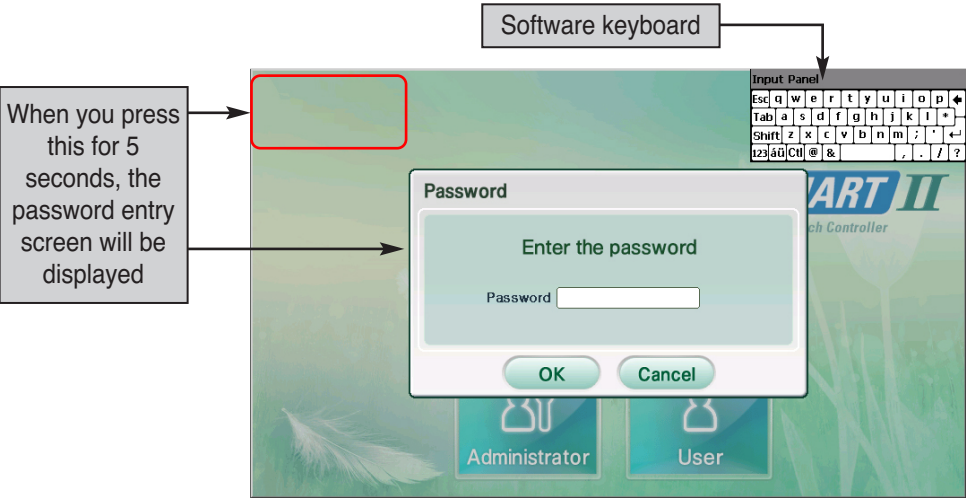 Software keyboard
When you press
this for 5
seconds, the
password entry
screen will be
displayed
Input Panel
Esc q w e r t y u i o p
Tab a s d f g h j k l *
Shift z x c v b n m ; '
123 áü Ctl @ & , . / ?
ART II
ch Controller
Password
Enter the password
Password
OK Cancel
Administrator User